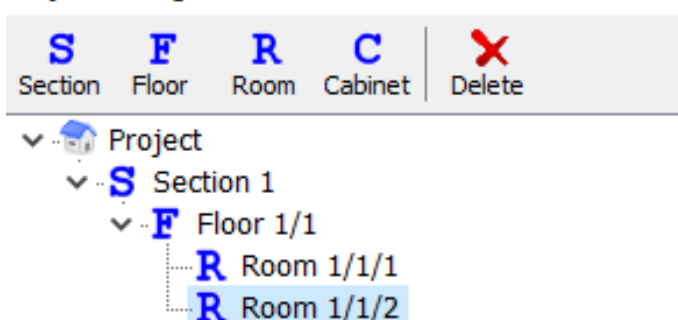 S F R C
Section Floor Room Cabinet Delete
Project
S Section 1
F Floor 1/1
R Room 1/1/1
R Room 1/1/2